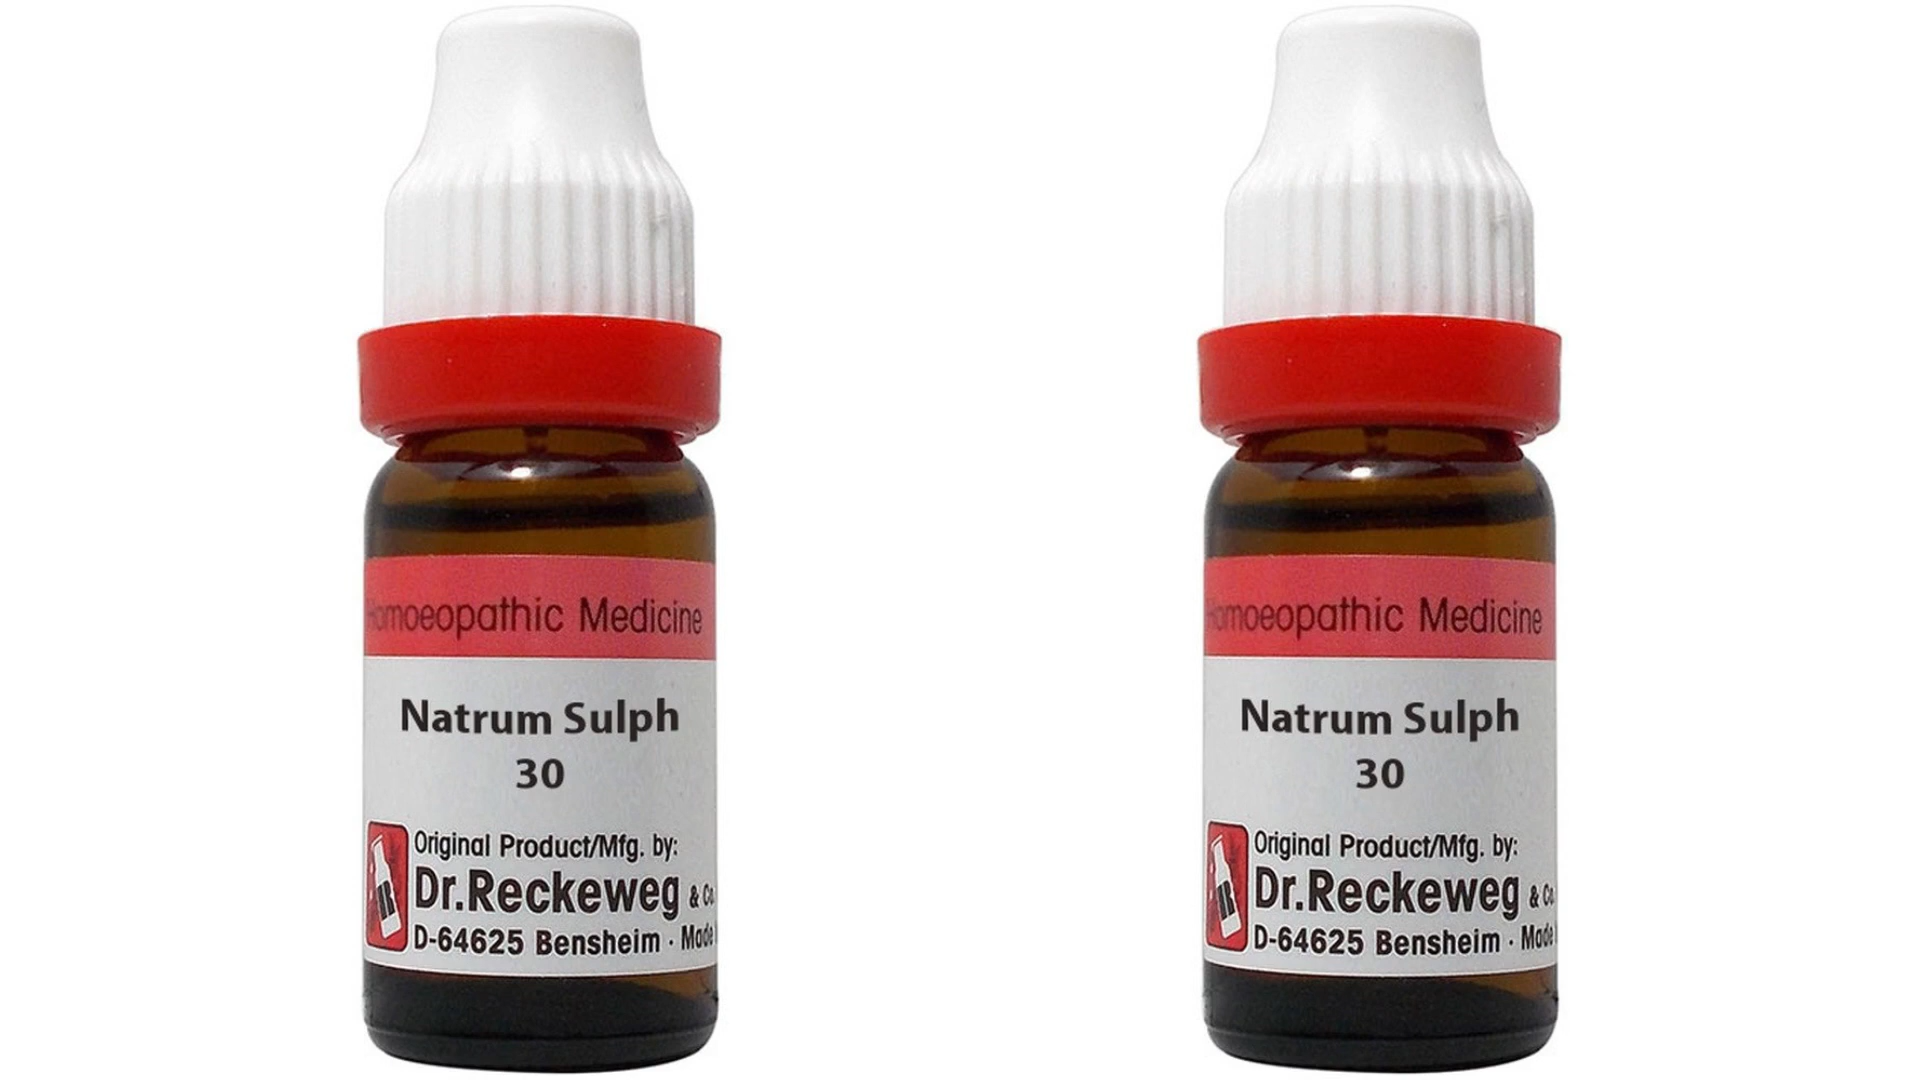 Homoeopathic Medicine
Natrum Sulph
30
Original Product/Mfg. by:
Dr.Reckeweg & Co.
D-64625 Bensheim · Made
Homoeopathic Medicine
Natrum Sulph
30
Original Product/Mfg. by:
Dr.Reckeweg & Co.
D-64625 Bensheim · Made